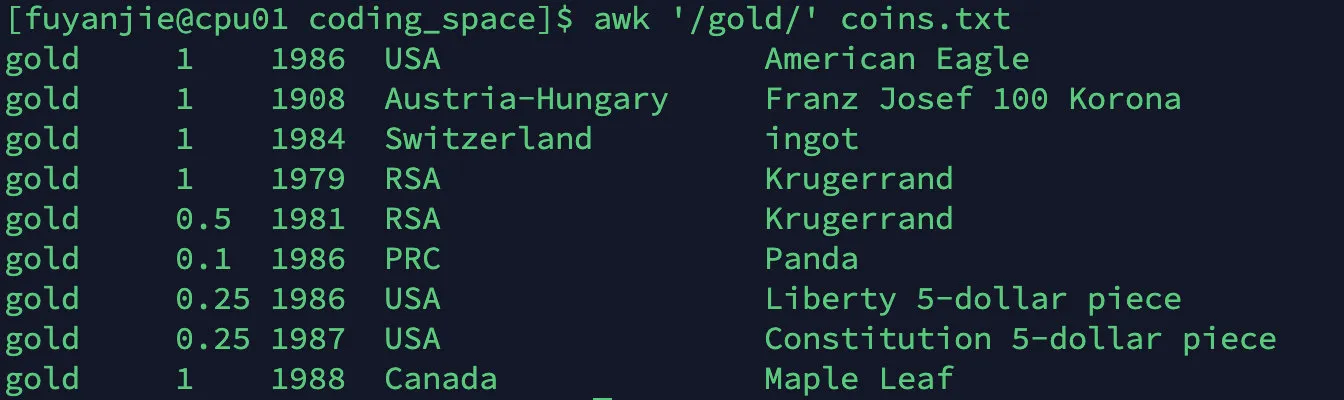 [fuyanjie@cpu01 coding_space]$ awk '/gold/' coins.txt
gold     1    1986  USA                 American Eagle
gold     1    1908  Austria-Hungary     Franz Josef 100 Korona
gold     1    1984  Switzerland         ingot
gold     1    1979  RSA                 Krugerrand
gold     0.5  1981  RSA                 Krugerrand
gold     0.1  1986  PRC                 Panda
gold     0.25 1986  USA                 Liberty 5-dollar piece
gold     0.25 1987  USA                 Constitution 5-dollar piece
gold     1    1988  Canada              Maple Leaf